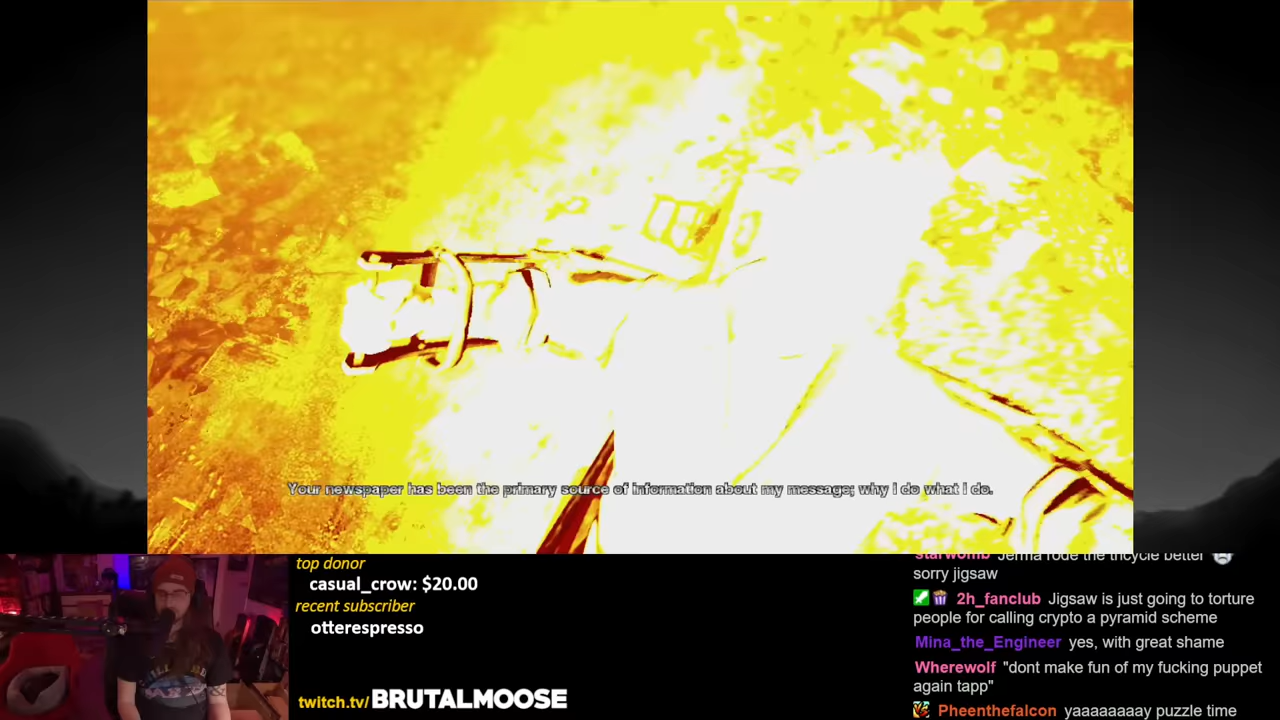 Your newspaper has been the primary source of information about my message; why i do what i do.
top donor
casual_crow: $20.00
recent subscriber
otterespresso
twitch.tv/BRUTALMOOSE
starwomb Jerma rode the tricycle better
sorry jigsaw
2h_fanclub Jigsaw is just going to torture
people for calling crypto a pyramid scheme
Mina_the_Engineer yes, with great shame
Wherewolf "dont make fun of my fucking puppet
again tapp"
Pheenthefalcon yaaaaaaaay puzzle time